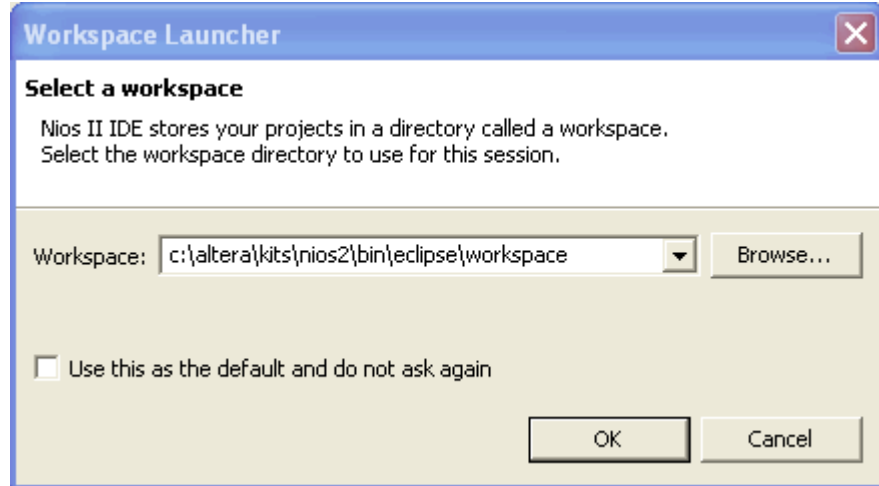 Workspace Launcher
Select a workspace
Nios II IDE stores your projects in a directory called a workspace.
Select the workspace directory to use for this session.
Workspace: c:\altera\kits\nios2\bin\eclipse\workspace Browse...
Use this as the default and do not ask again
OK Cancel